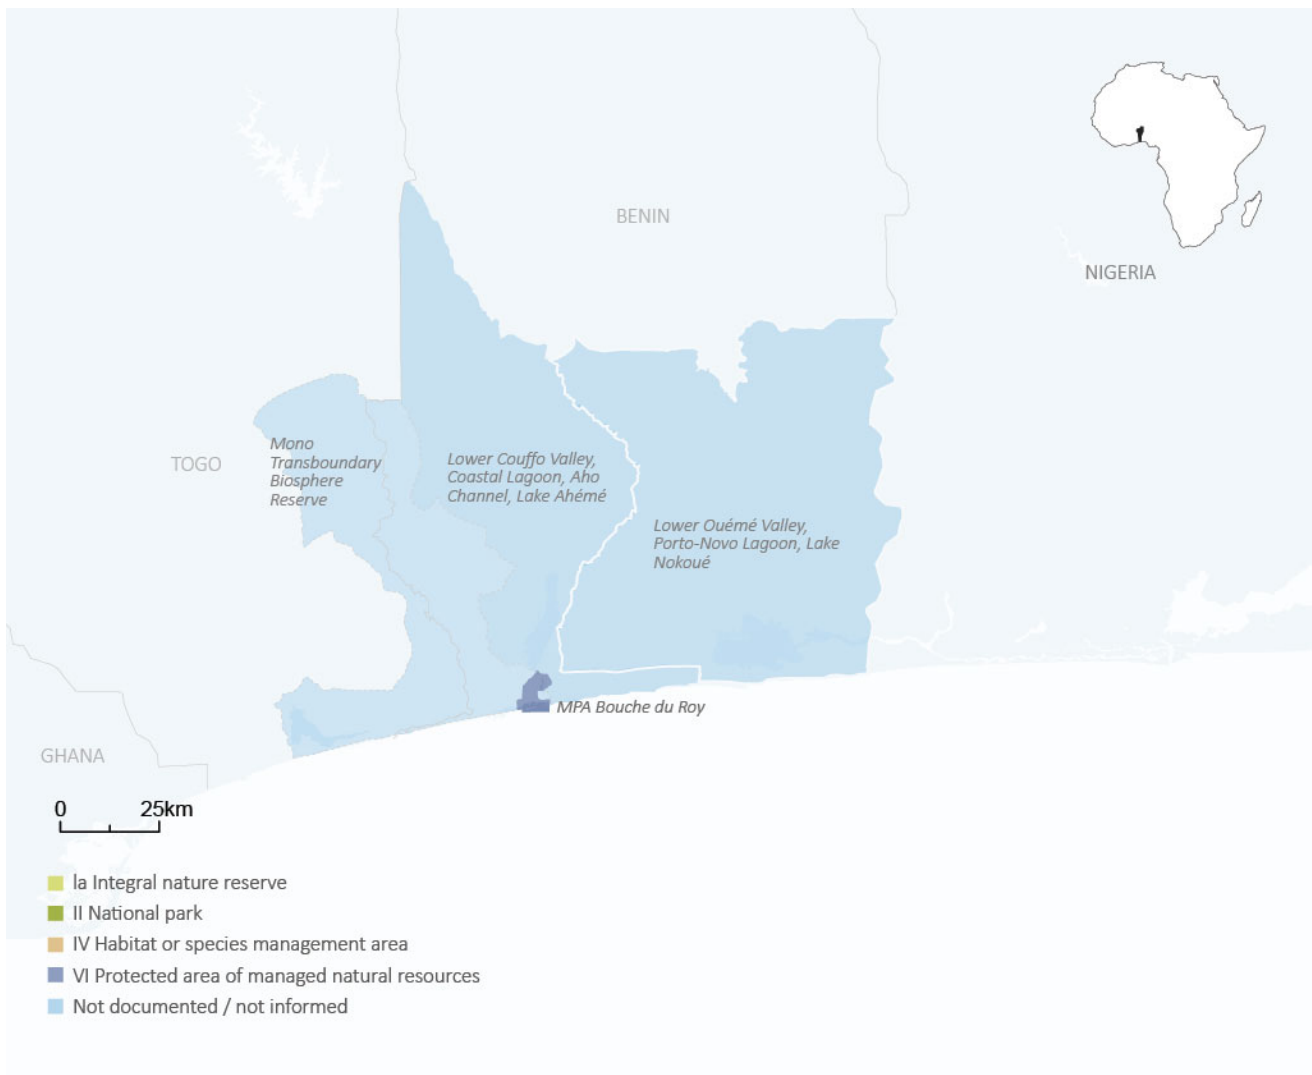 BENIN
NIGERIA
TOGO
Mono
Transboundary
Biosphere
Reserve
Lower Couffo Valley,
Coastal Lagoon, Aho
Channel, Lake Ahémé
Lower Ouémé Valley,
Porto-Novo Lagoon, Lake
Nokoué
MPA Bouche du Roy
GHANA
0 25km
la Integral nature reserve
II National park
IV Habitat or species management area
VI Protected area of managed natural resources
Not documented / not informed